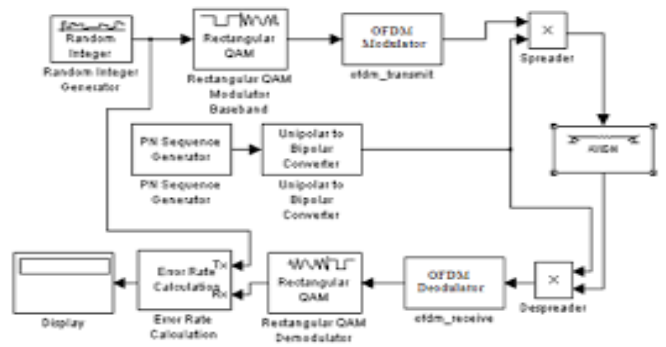 Random
Integer
Random Integer
Generator
Rectangular
QAM
Rectangular QAM
Modulator
Baseband
OFDM
Modulator
ofdm_transmit
×
Spreader
PN Sequence
Generator
PN Sequence
Generator
Unipolar to
Bipolar
Converter
Unipolar to
Bipolar
Converter
AWGN
Display
Error Rate
Calculation
Tx
Rx
Error Rate
Calculation
Rectangular
QAM
Rectangular QAM
Demodulator
OFDM
Deodulator
ofdm_receive
×
Despreader